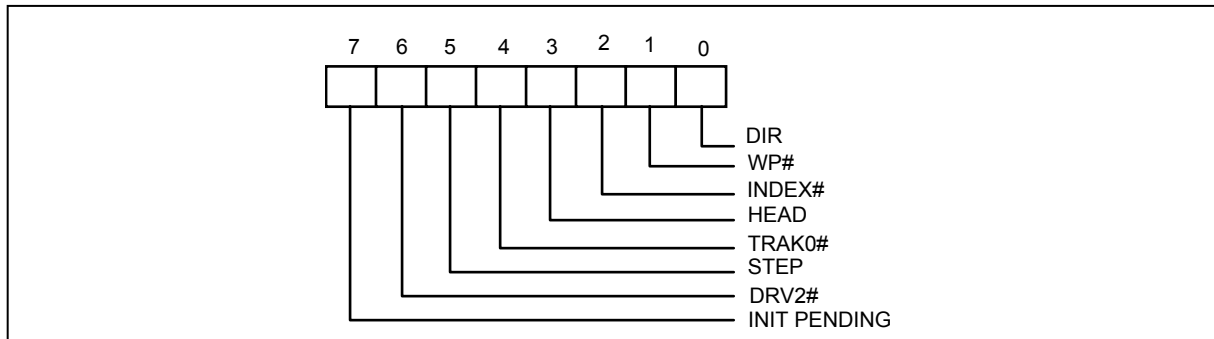 7 6 5 4 3 2 1 0
DIR
WP#
INDEX#
HEAD
TRAK0#
STEP
DRV2#
INIT PENDING